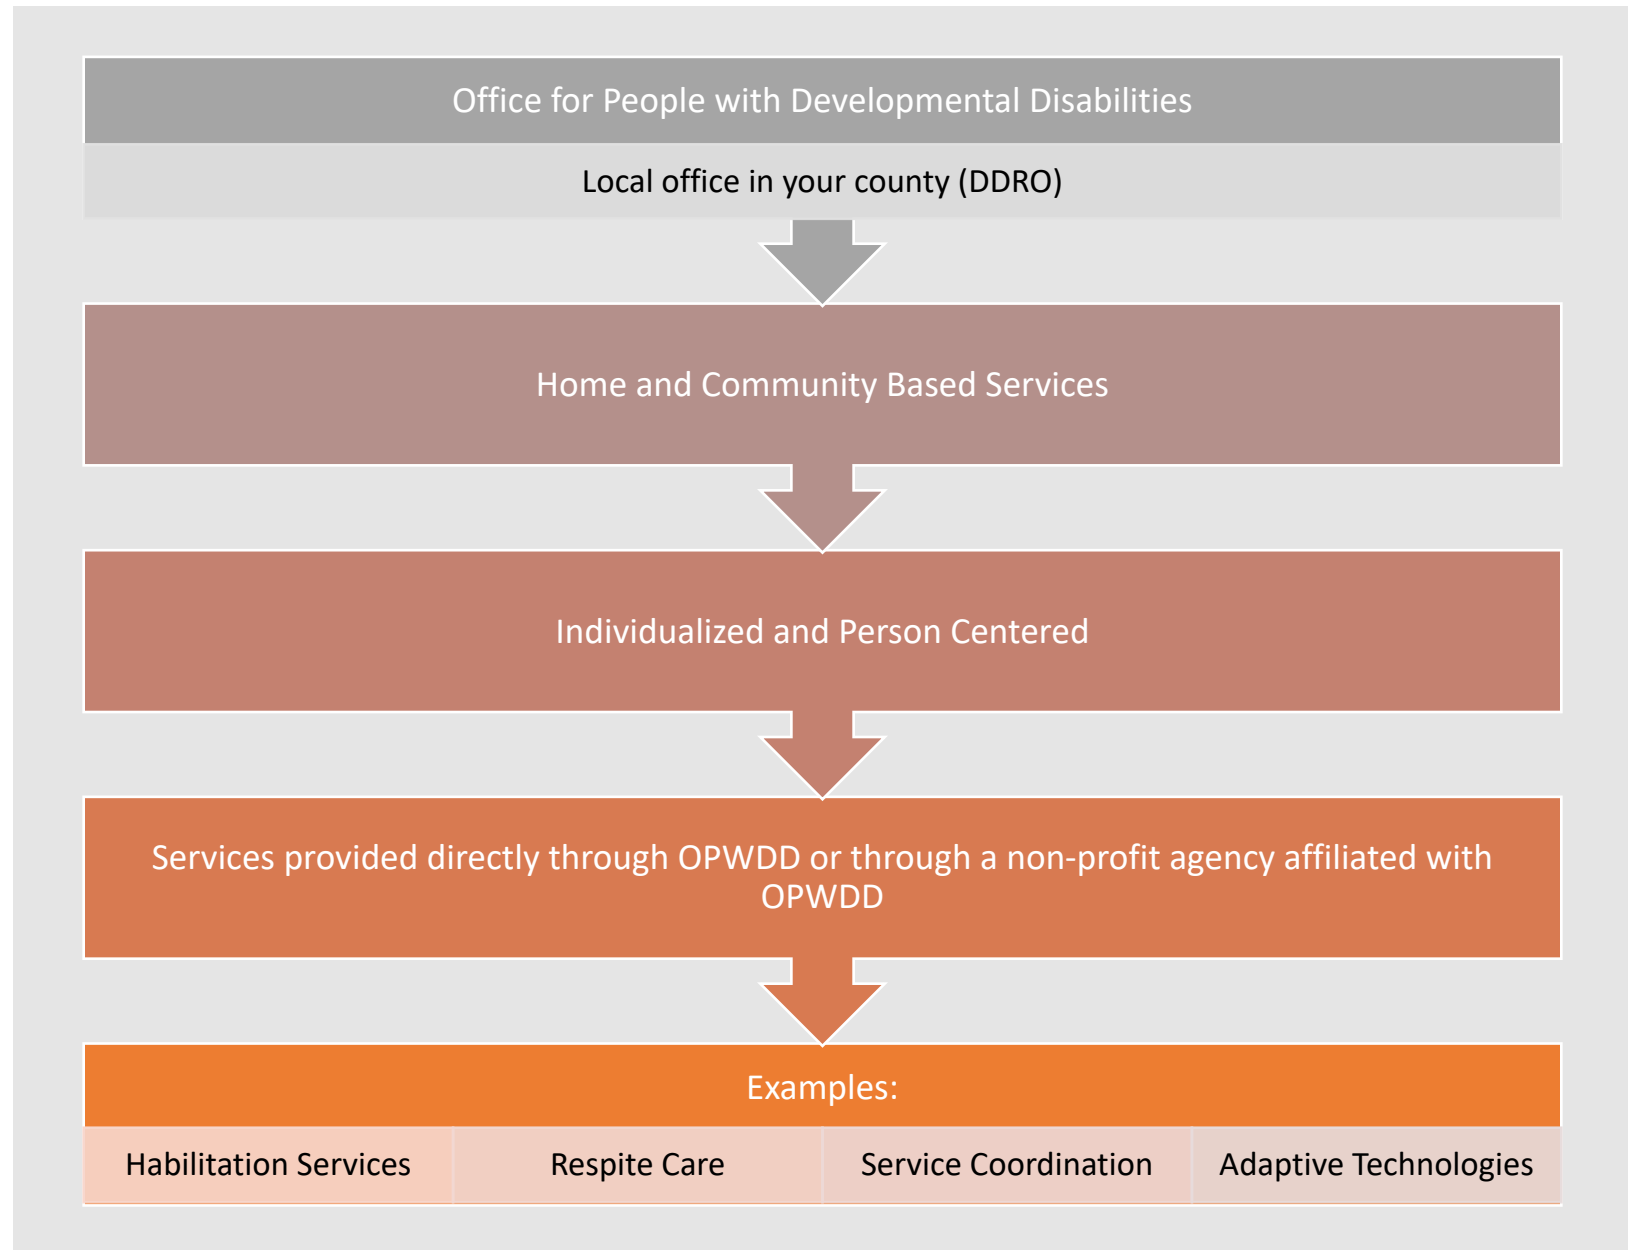 Office for People with Developmental Disabilities
Local office in your county (DDRO)
Home and Community Based Services
Individualized and Person Centered
Services provided directly through OPWDD or through a non-profit agency affiliated with
OPWDD
Examples:
Habilitation Services
Respite Care
Service Coordination
Adaptive Technologies